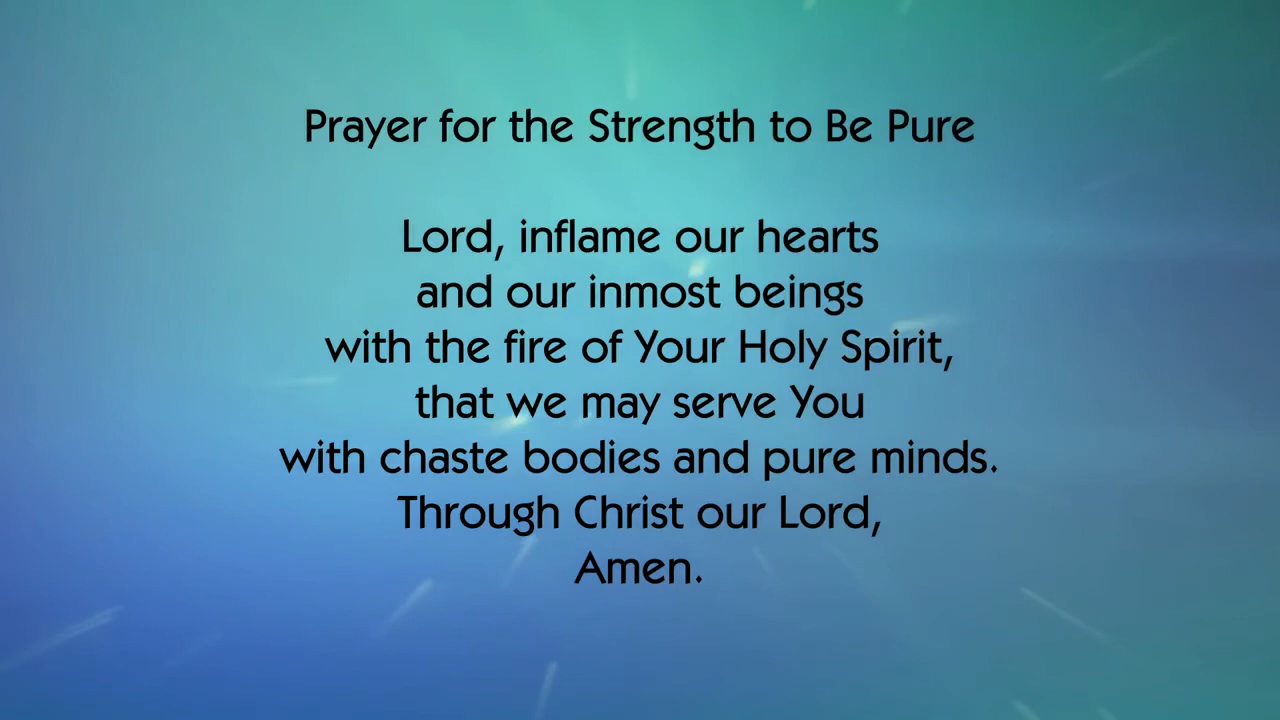 Prayer for the Strength to Be Pure
Lord, inflame our hearts
and our inmost beings
with the fire of Your Holy Spirit,
that we may serve You
with chaste bodies and pure minds.
Through Christ our Lord,
Amen.